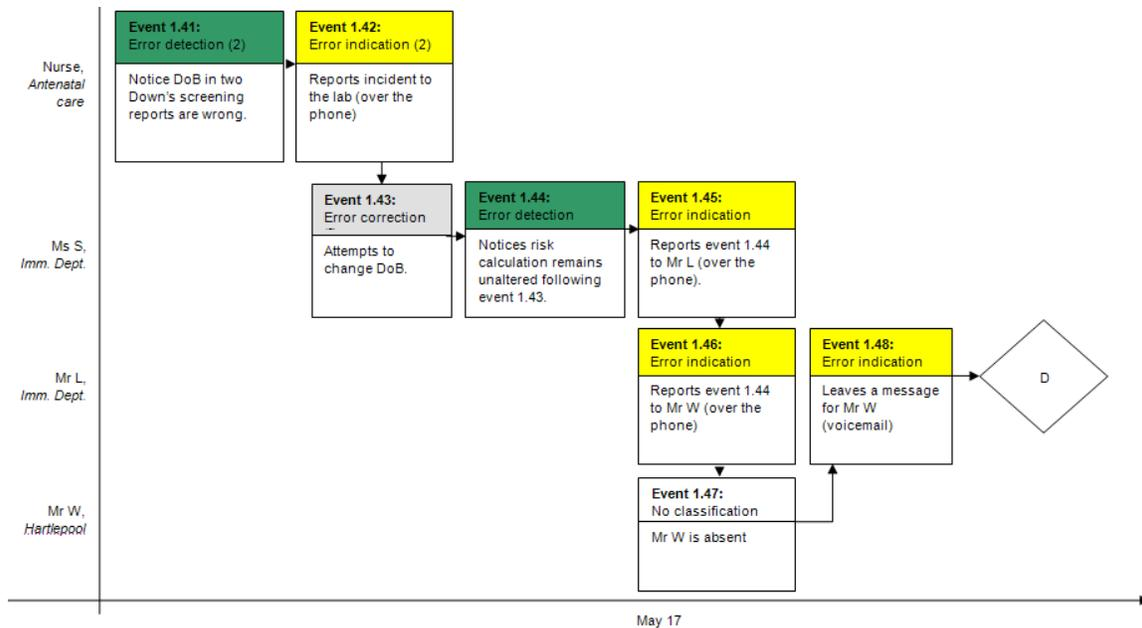 Nurse,
Antenatal
care
Event 1.41:
Error detection (2)
Notice DoB in two
Down's screening
reports are wrong.
Event 1.42:
Error indication (2)
Reports incident to
the lab (over the
phone)
Ms S,
Imm. Dept.
Event 1.43:
Error correction
Attempts to
change DoB.
Event 1.44:
Error detection
Notices risk
calculation remains
unaltered following
event 1.43.
Event 1.45:
Error indication
Reports event 1.44
to Mr L (over the
phone).
Mr L,
Imm. Dept.
Event 1.46:
Error indication
Reports event 1.44
to Mr W (over the
phone)
Event 1.48:
Error indication
Leaves a message
for Mr W
(voicemail)
D
Mr W,
Hartlepool
Event 1.47:
No classification
Mr W is absent
May 17